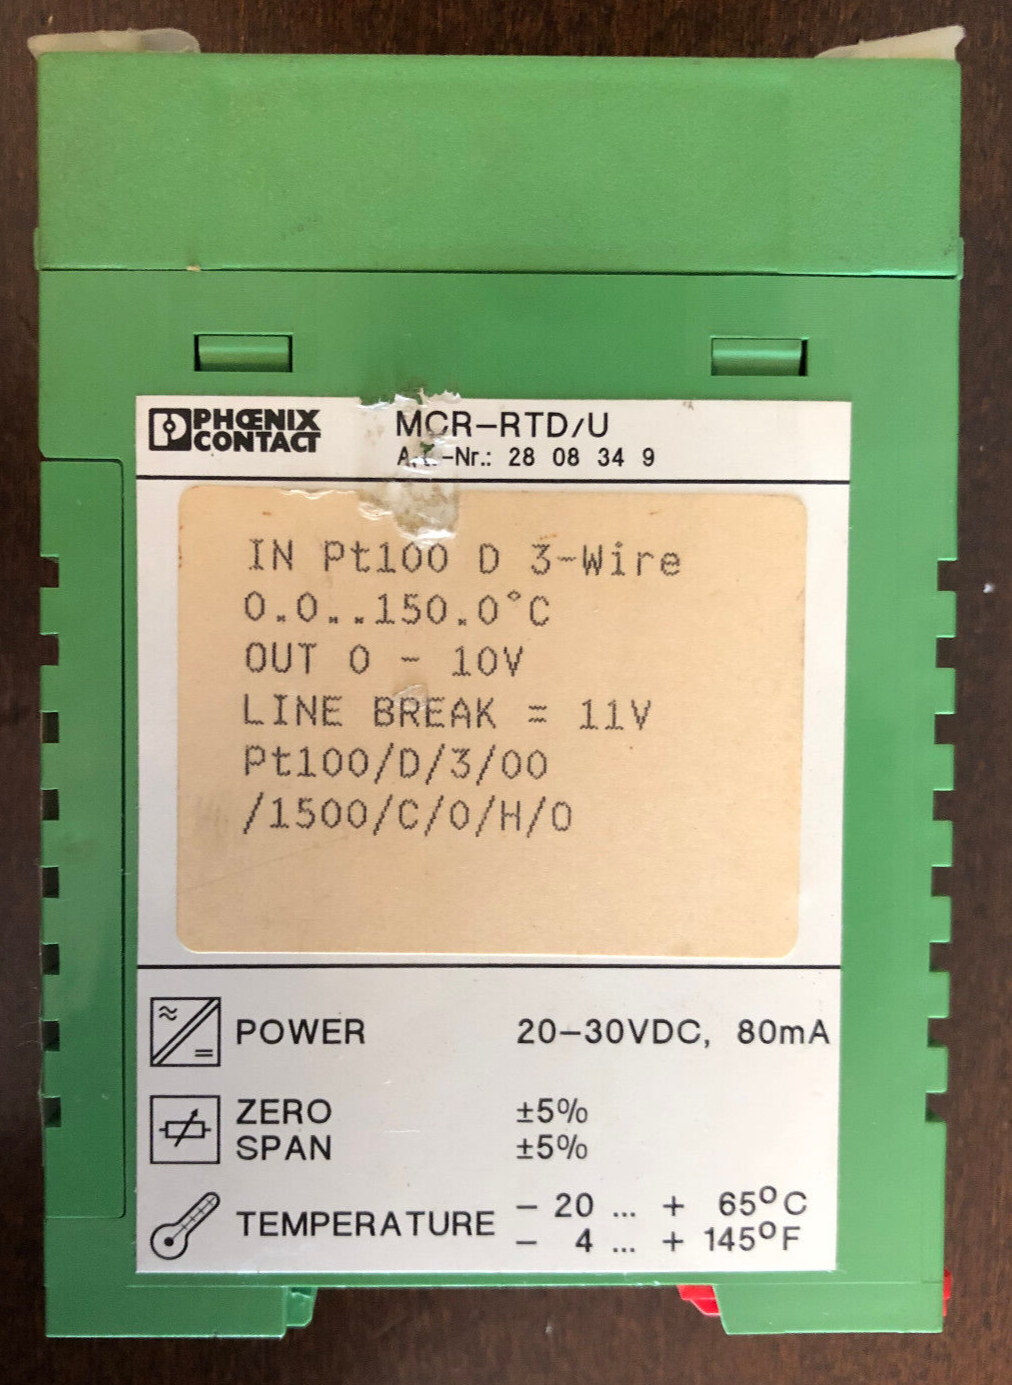 PHŒNIX
CONTACT
MCR-RTD/U
-Nr.: 28 08 34 9
IN Pt100 D 3-Wire
0.0..150.0°C
OUT 0 - 10V
LINE BREAK = 11V
Pt100/D/3/00
/1500/C/0/H/0
POWER 20-30VDC, 80mA
ZERO ±5%
SPAN ±5%
TEMPERATURE - 20 ... + 65°C
- 4 ... + 145°F